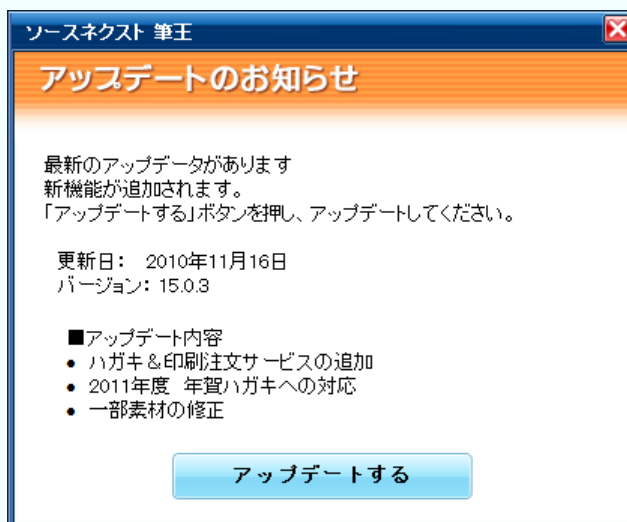 ソースネクスト 筆王
アップデートのお知らせ
最新のアップデータがあります
新機能が追加されます。
「アップデートする」ボタンを押し、アップデートしてください。
更新日： 2010年11月16日
バージョン： 15.0.3
■アップデート内容
● ハガキ＆印刷注文サービスの追加
● 2011年度 年賀ハガキへの対応
● 一部素材の修正
アップデートする